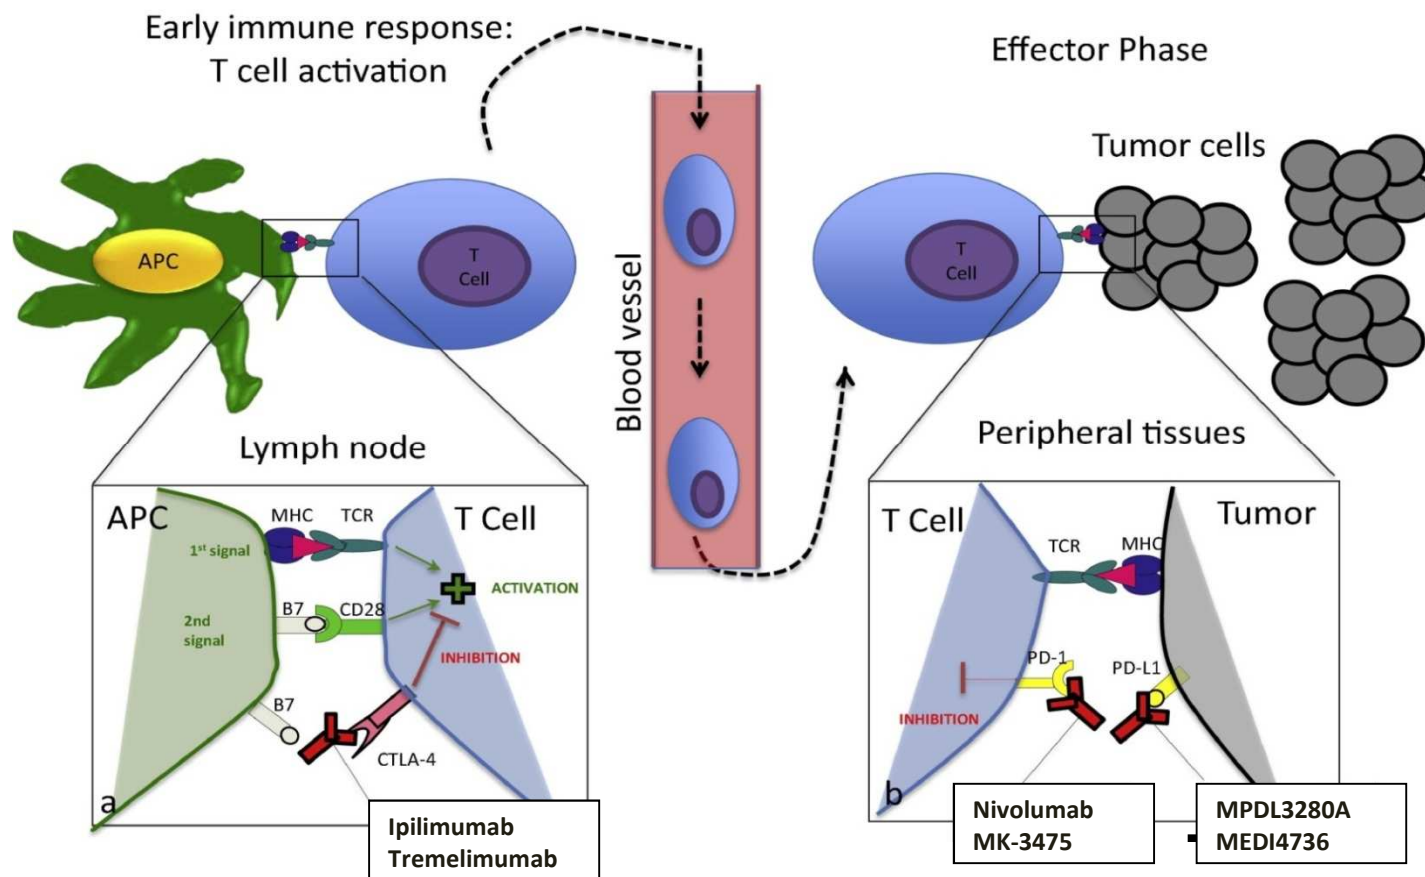 Early immune response:
T cell activation
Effector Phase
Tumor cells
APC
T
Cell
Blood vessel
T
Cell
Lymph node
Peripheral tissues
APC
MHC
TCR
T Cell
1st signal
ACTIVATION
B7
CD28
2nd
signal
INHIBITION
B7
CTLA-4
a
Ipilimumab
Tremelimumab
T Cell
Tumor
TCR
MHC
PD-1
PD-L1
INHIBITION
b
Nivolumab
MK-3475
MPDL3280A
MEDI4736